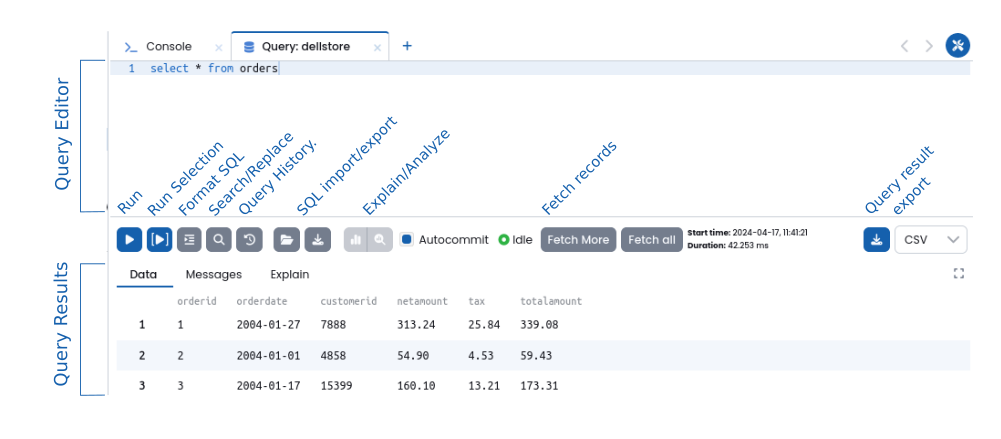 Console
Query: dellstore
1 select * from orders
Query Editor
Run
Run Selection
Format SQL
Search/Replace
Query History.
SQL import/export
Explain/Analyze
Fetch records
Query result
export
Autocommit
Idle
Fetch More
Fetch all
Start time: 2024-04-17, 11:41:21
Duration: 42.253 ms
CSV
Query Results
Data Messages Explain
orderid orderdate customerid netamount tax totalamount
1 1 2004-01-27 7888 313.24 25.84 339.08
2 2 2004-01-01 4858 54.90 4.53 59.43
3 3 2004-01-17 15399 160.10 13.21 173.31